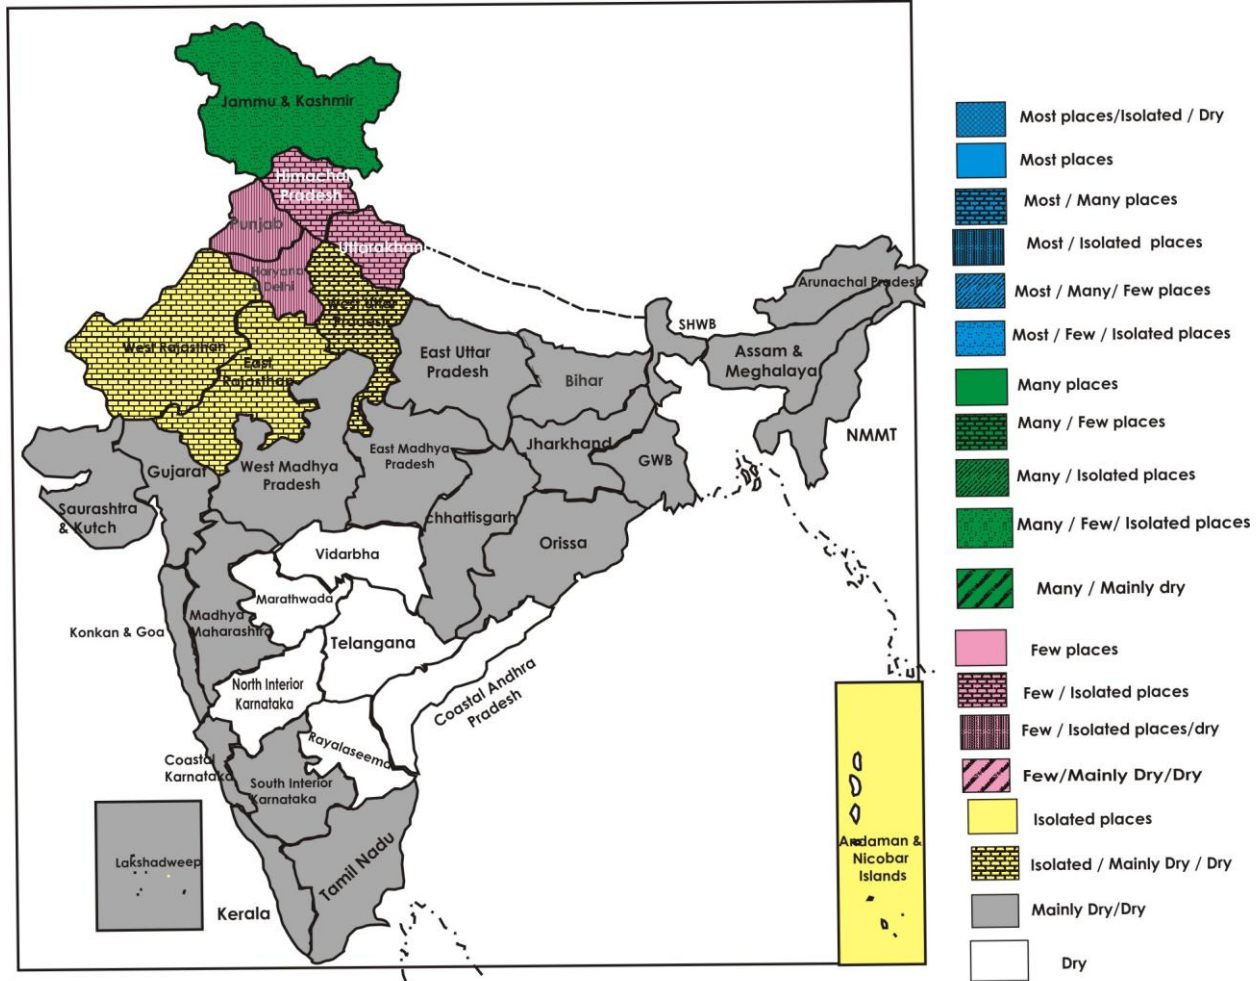 Jammu & Kashmir
Himachal
Pradesh
Punjab
Uttarakhand
Haryana
& Delhi
West Uttar
Pradesh
West Rajasthan
East
Rajasthan
East Uttar
Pradesh
Bihar
SHWB
Arunachal Pradesh
Assam &
Meghalaya
NMMT
Jharkhand
GWB
Gujarat
West Madhya
Pradesh
East Madhya
Pradesh
Saurashtra
& Kutch
chhattisgarh
Orissa
Vidarbha
Marathwada
Madhya
Maharashtra
Konkan & Goa
Telangana
North Interior
Karnataka
Coastal Andhra
Pradesh
Rayalaseema
Coastal
Karnataka
South Interior
Karnataka
Tamil Nadu
Lakshadweep
Kerala
Andaman &
Nicobar
Islands
Most places/Isolated / Dry
Most places
Most / Many places
Most / Isolated places
Most / Many/ Few places
Most / Few / Isolated places
Many places
Many / Few places
Many / Isolated places
Many / Few/ Isolated places
Many / Mainly dry
Few places
Few / Isolated places
Few / Isolated places/dry
Few/Mainly Dry/Dry
Isolated places
Isolated / Mainly Dry / Dry
Mainly Dry/Dry
Dry